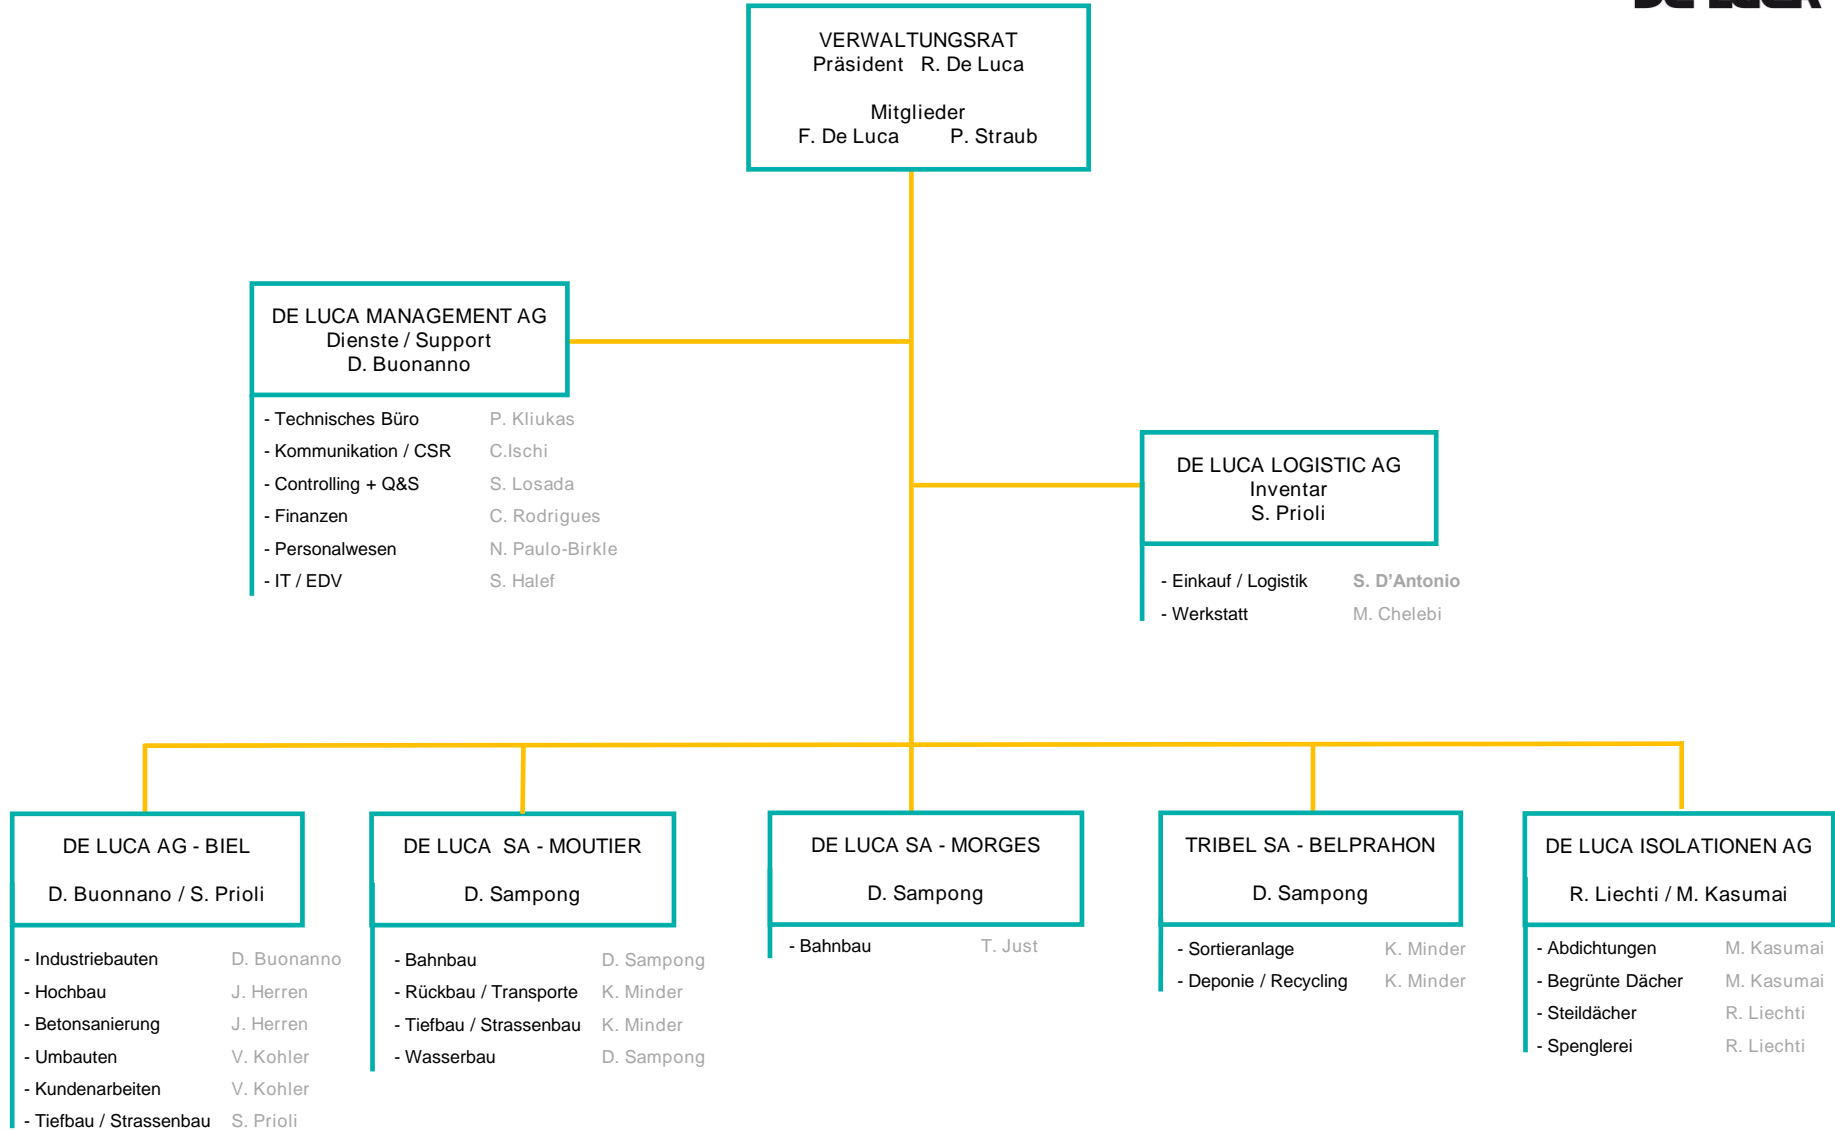 VERWALTUNGSRAT
Präsident R. De Luca
Mitglieder
F. De Luca P. Straub
DE LUCA MANAGEMENT AG
Dienste / Support
D. Buonanno
- Technisches Büro P. Kliukas
- Kommunikation / CSR C.Ischi
- Controlling + Q&S S. Losada
- Finanzen C. Rodrigues
- Personalwesen N. Paulo-Birkle
- IT / EDV S. Halef
DE LUCA LOGISTIC AG
Inventar
S. Prioli
- Einkauf / Logistik S. D’Antonio
- Werkstatt M. Chelebi
DE LUCA AG - BIEL
D. Buonnano / S. Prioli
- Industriebauten D. Buonanno
- Hochbau J. Herren
- Betonsanierung J. Herren
- Umbauten V. Kohler
- Kundenarbeiten V. Kohler
- Tiefbau / Strassenbau S. Prioli
DE LUCA SA - MOUTIER
D. Sampong
- Bahnbau D. Sampong
- Rückbau / Transporte K. Minder
- Tiefbau / Strassenbau K. Minder
- Wasserbau D. Sampong
DE LUCA SA - MORGES
D. Sampong
- Bahnbau T. Just
TRIBEL SA - BELPRAHON
D. Sampong
- Sortieranlage K. Minder
- Deponie / Recycling K. Minder
DE LUCA ISOLATIONEN AG
R. Liechti / M. Kasumai
- Abdichtungen M. Kasumai
- Begrünte Dächer M. Kasumai
- Steildächer R. Liechti
- Spenglerei R. Liechti